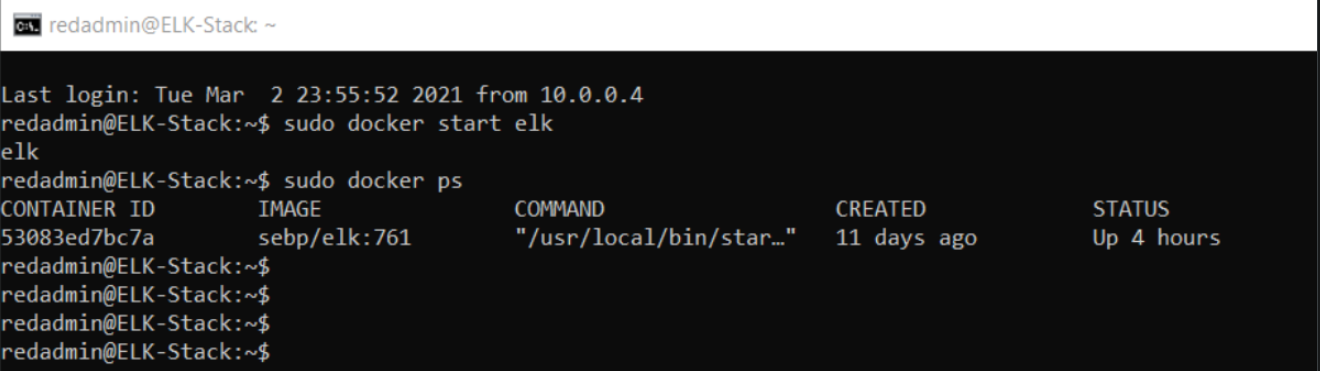 redadmin@ELK-Stack: ~
Last login: Tue Mar  2 23:55:52 2021 from 10.0.0.4
redadmin@ELK-Stack:~$ sudo docker start elk
elk
redadmin@ELK-Stack:~$ sudo docker ps
CONTAINER ID        IMAGE               COMMAND                  CREATED             STATUS
53083ed7bc7a        sebp/elk:761        "/usr/local/bin/star…"   11 days ago         Up 4 hours
redadmin@ELK-Stack:~$
redadmin@ELK-Stack:~$
redadmin@ELK-Stack:~$
redadmin@ELK-Stack:~$